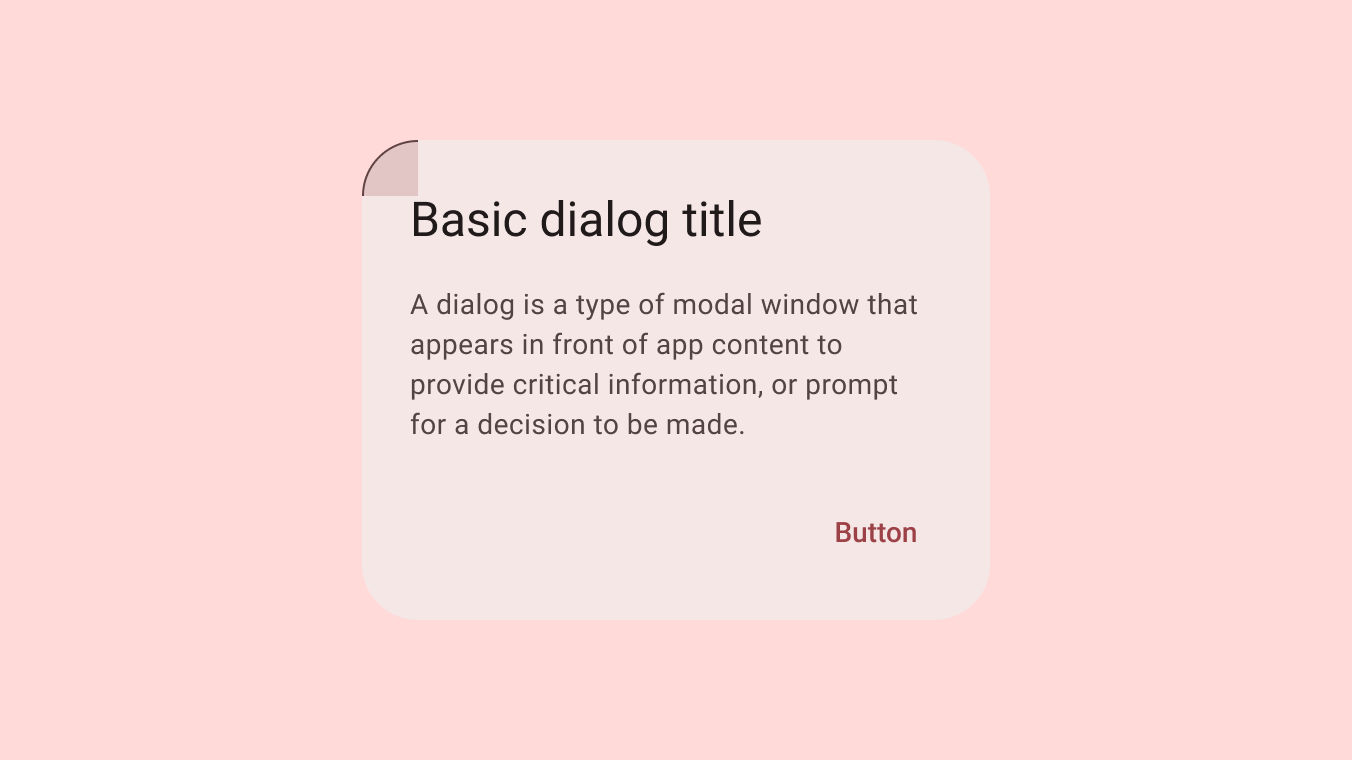 Basic dialog title
A dialog is a type of modal window that
appears in front of app content to
provide critical information, or prompt
for a decision to be made.
Button